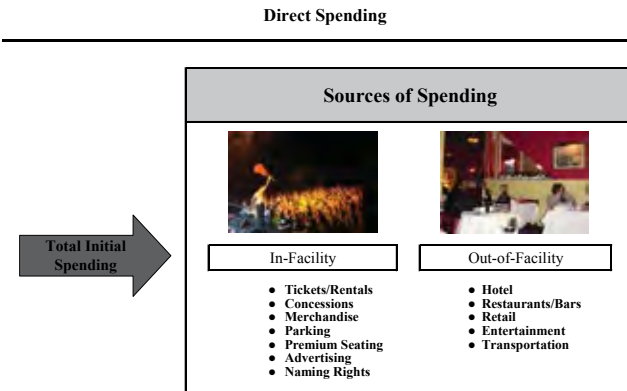 Direct Spending
Sources of Spending
Total Initial
Spending
In-Facility
● Tickets/Rentals
● Concessions
● Merchandise
● Parking
● Premium Seating
● Advertising
● Naming Rights
Out-of-Facility
● Hotel
● Restaurants/Bars
● Retail
● Entertainment
● Transportation